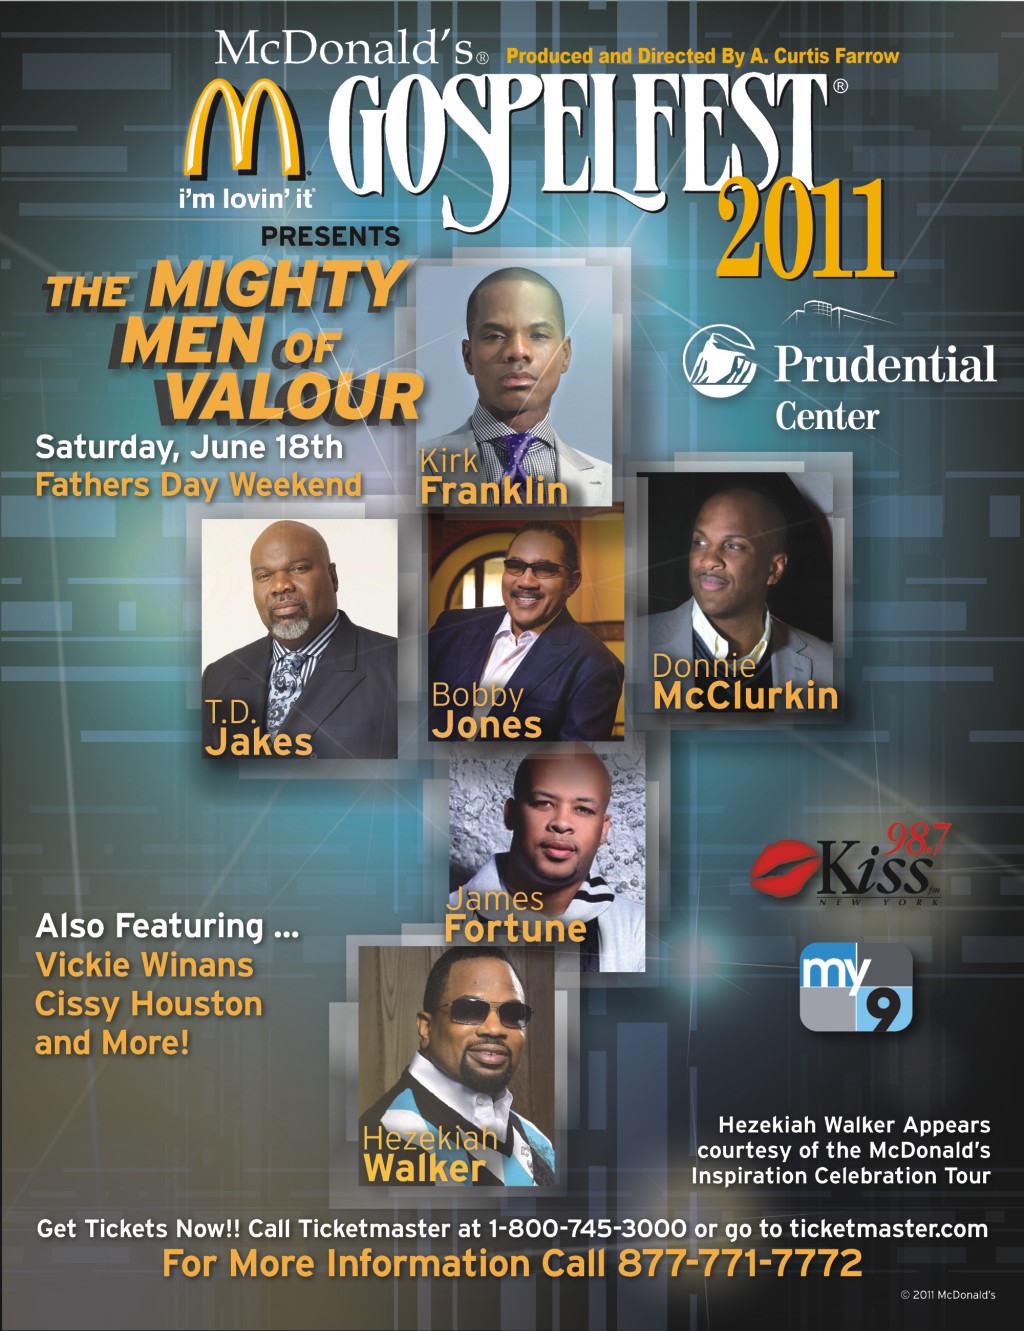 McDonald's®
Produced and Directed By A. Curtis Farrow
GOSPELFEST®
2011
i'm lovin' it®
PRESENTS
THE MIGHTY
MEN OF
VALOUR
Saturday, June 18th
Fathers Day Weekend
Prudential
Center
Kirk
Franklin
T.D.
Jakes
Bobby
Jones
Donnie
McClurkin
James
Fortune
Hezekiah
Walker
98.7
Kiss fm
NEW YORK
my
9
Also Featuring ...
Vickie Winans
Cissy Houston
and More!
Hezekiah Walker Appears
courtesy of the McDonald's
Inspiration Celebration Tour
Get Tickets Now!! Call Ticketmaster at 1-800-745-3000 or go to ticketmaster.com
For More Information Call 877-771-7772
© 2011 McDonald's